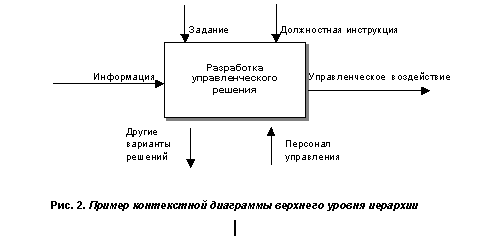 Задание
Должностная инструкция
Информация
Разработка
управленческого
решения
Управленческое воздействие
Другие
варианты
решений
Персонал
управления
Рис. 2. Пример контекстной диаграммы верхнего уровня иерархии